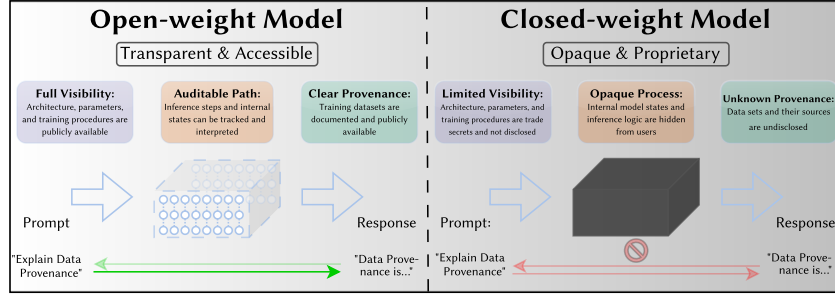 Open-weight Model
Transparent & Accessible
Full Visibility:
Architecture, parameters,
and training procedures are
publicly available
Auditable Path:
Inference steps and internal
states can be tracked and
interpreted
Clear Provenance:
Training datasets are
documented and publicly
available
Prompt
Response
"Explain Data
Provenance"
"Data Prove-
nance is..."
Closed-weight Model
Opaque & Proprietary
Limited Visibility:
Architecture, parameters, and
training procedures are trade
secrets and not disclosed
Opaque Process:
Internal model states and
inference logic are hidden
from users
Unknown Provenance:
Data sets and their sources
are undisclosed
Prompt:
Response
"Explain Data
Provenance"
"Data Prove-
nance is..."